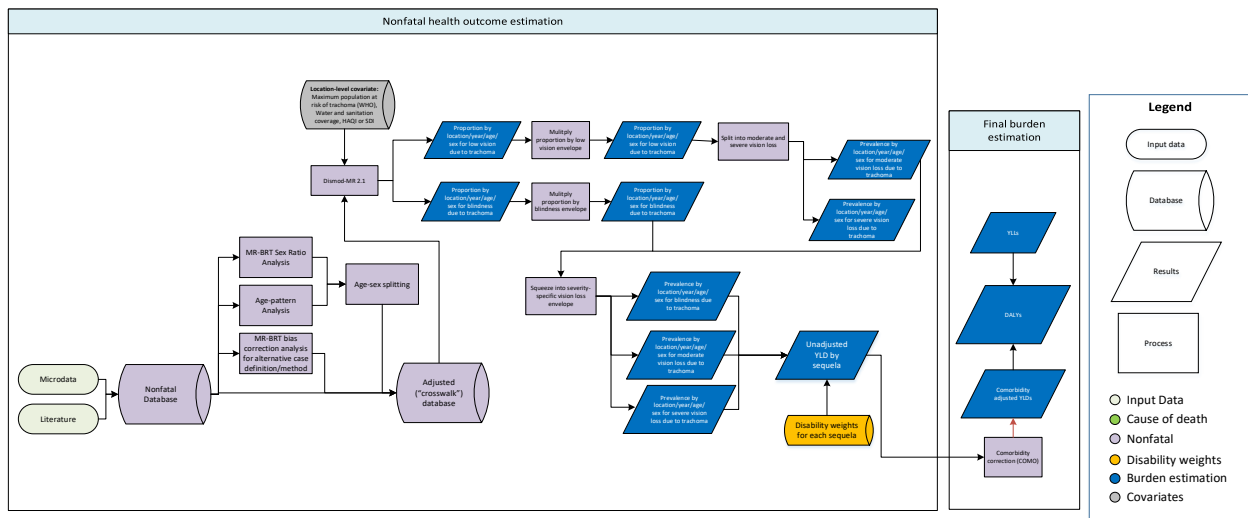 Nonfatal health outcome estimation
Location-level covariate:
Maximum population at
risk of trachoma (WHO),
Water and sanitation
coverage, HAQI or SDI
Dismod-MR 2.1
Proportion by
location/year/age/
sex for low vision
due to trachoma
Mulitply
proportion by low
vision envelope
Proportion by
location/year/age/
sex for low vision
due to trachoma
Split into moderate and
severe vision loss
Prevalence by
location/year/age/
sex for moderate
vision loss due to
trachoma
Proportion by
location/year/age/
sex for blindness
due to trachoma
Mulitply
proportion by
blindness envelope
Proportion by
location/year/age/
sex for blindness
due to trachoma
Prevalence by
location/year/age/
sex for severe vision
loss due to
trachoma
MR-BRT Sex Ratio
Analysis
Age-pattern
Analysis
Age-sex splitting
MR-BRT bias
correction analysis
for alternative case
definition/method
Microdata
Literature
Nonfatal
Database
Adjusted
("crosswalk")
database
Squeeze into severity-
specific vision loss
envelope
Prevalence by
location/year/age/
sex for blindness due to
trachoma
Prevalence by
location/year/age/
sex for moderate
vision loss due to
trachoma
Prevalence by
location/year/age/
sex for severe vision
loss due to trachoma
Unadjusted
YLD by
sequela
Disability weights
for each sequela
Final burden
estimation
YLLs
DALYs
Comorbidity
adjusted YLDs
Comorbidity
correction (COMO)
Legend
Input data
Database
Results
Process
Input Data
Cause of death
Nonfatal
Disability weights
Burden estimation
Covariates